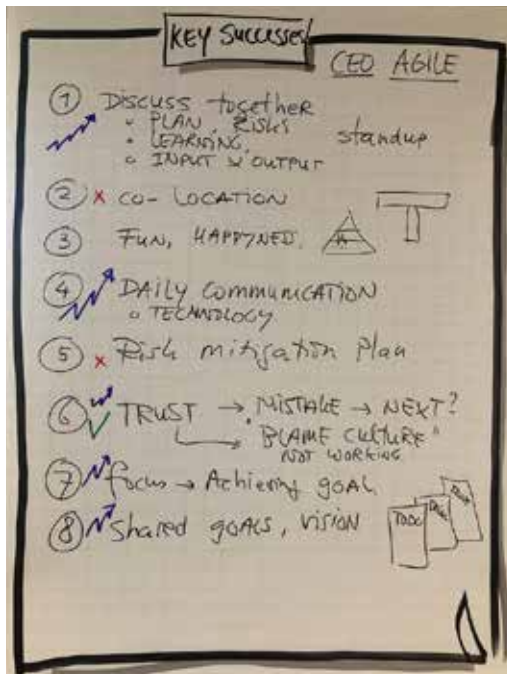 KEY SUCCESSES
CEO AGILE
① Discuss together
• PLAN, Risks
standup
• LEARNING,
o INPUT & OUTPUT
② x CO-LOCATION
③ FUN, HAPPYNED,
④ DAILY COMMUNICATION
o TECHNOLOGY
⑤ x Risk mitigation Plan
⑥ TRUST → MISTAKE → NEXT?
→ "BLAME CULTURE"
NOT WORKING
⑦ focus → Achieving goal
⑧ Shared goals, vision
TODO